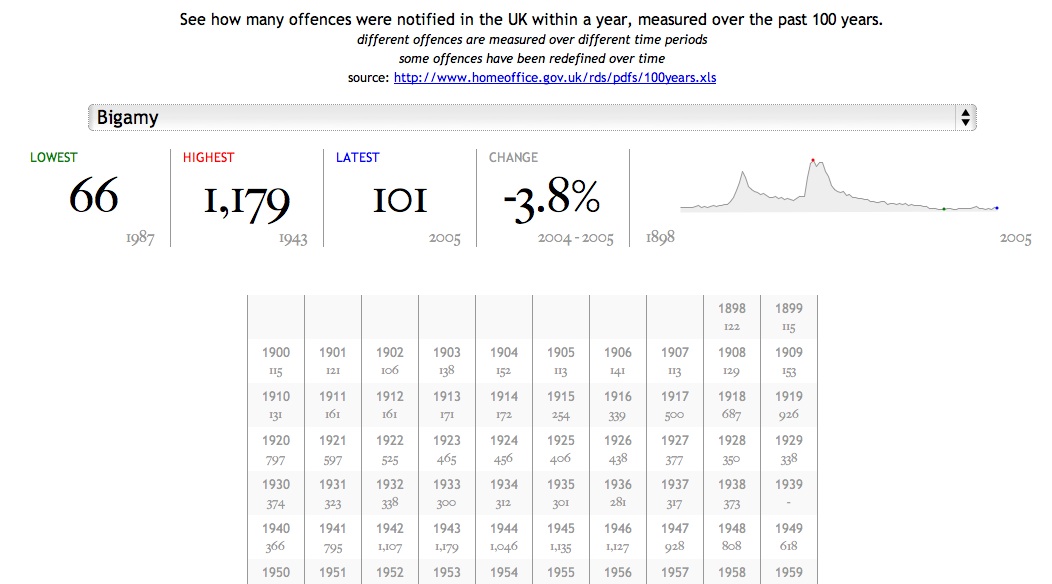 See how many offences were notified in the UK within a year, measured over the past 100 years.
different offences are measured over different time periods
some offences have been redefined over time
source: http://www.homeoffice.gov.uk/rds/pdfs/100years.xls
Bigamy
LOWEST HIGHEST LATEST CHANGE
66 1,179 101 -3.8%
1987 1943 2005 2004 - 2005 1898 2005
1898 1899
122 115
1900 1901 1902 1903 1904 1905 1906 1907 1908 1909
115 121 106 138 152 113 141 113 129 153
1910 1911 1912 1913 1914 1915 1916 1917 1918 1919
131 161 161 171 172 254 339 500 687 926
1920 1921 1922 1923 1924 1925 1926 1927 1928 1929
797 597 525 465 456 406 438 377 350 338
1930 1931 1932 1933 1934 1935 1936 1937 1938 1939
374 323 338 300 312 301 281 317 373 -
1940 1941 1942 1943 1944 1945 1946 1947 1948 1949
366 795 1,107 1,179 1,046 1,135 1,127 928 808 618
1950 1951 1952 1953 1954 1955 1956 1957 1958 1959